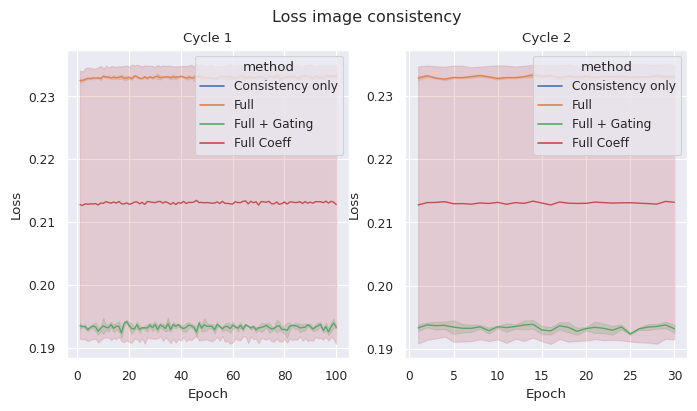 Loss image consistency
Cycle 1
Cycle 2
method
Consistency only
Full
Full + Gating
Full Coeff
method
Consistency only
Full
Full + Gating
Full Coeff
Loss
0.23
0.22
0.21
0.20
0.19
0 20 40 60 80 100
Epoch
Loss
0.23
0.22
0.21
0.20
0.19
0 5 10 15 20 25 30
Epoch